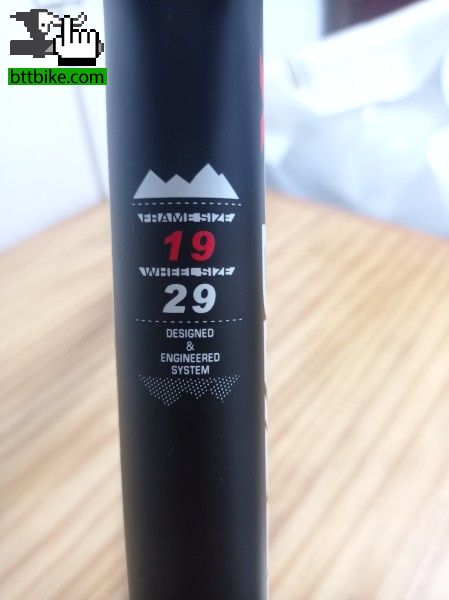 bttbike.com
FRAME SIZE
19
WHEEL SIZE
29
DESIGNED
&
ENGINEERED
SYSTEM